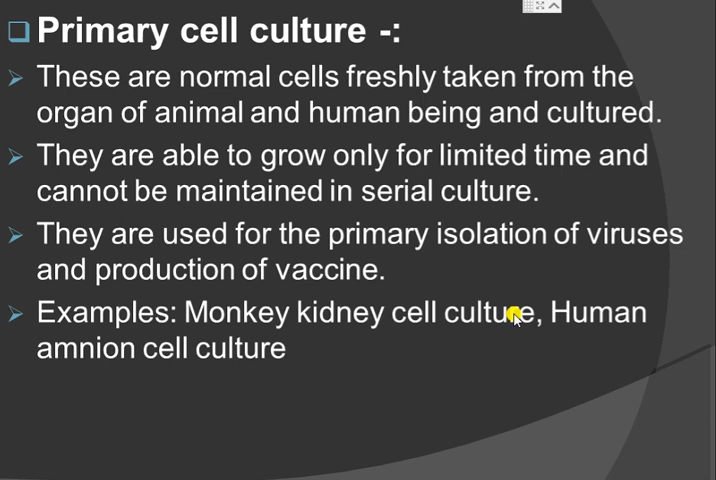 Primary cell culture -:
These are normal cells freshly taken from the
organ of animal and human being and cultured.
They are able to grow only for limited time and
cannot be maintained in serial culture.
They are used for the primary isolation of viruses
and production of vaccine.
Examples: Monkey kidney cell culture, Human
amnion cell culture